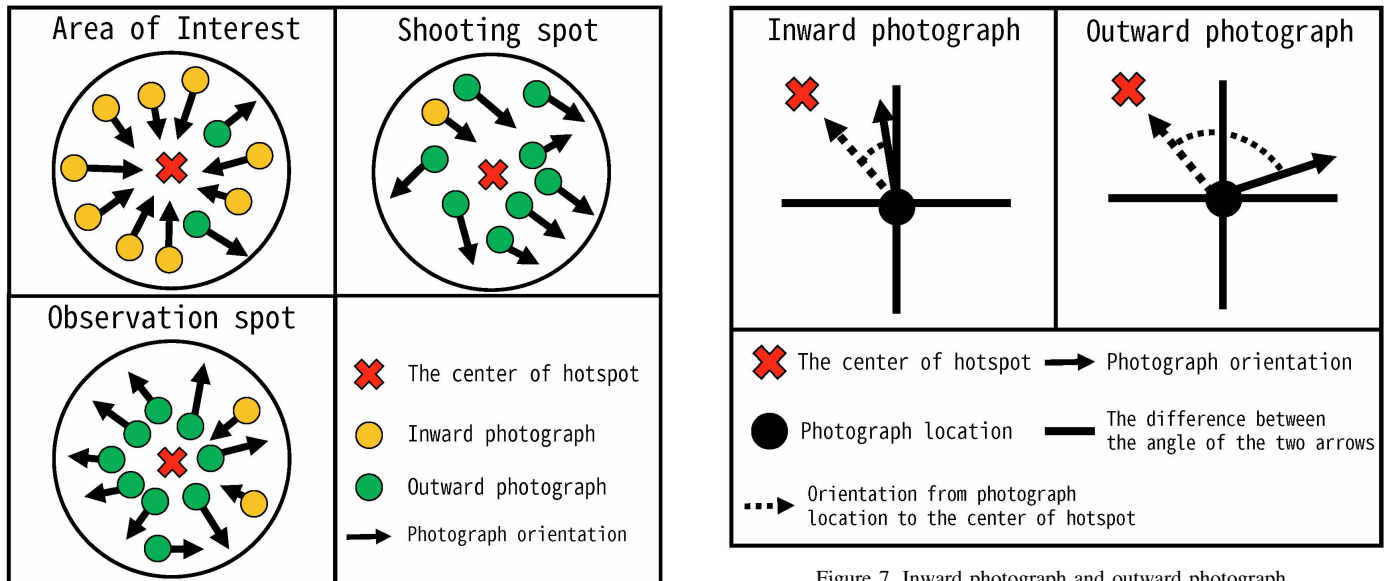 Area of Interest
Shooting spot
Observation spot
The center of hotspot
Inward photograph
Outward photograph
Photograph orientation
Inward photograph
Outward photograph
The center of hotspot
Photograph orientation
Photograph location
The difference between
the angle of the two arrows
Orientation from photograph
location to the center of hotspot
Figure 7. Inward photograph and outward photograph